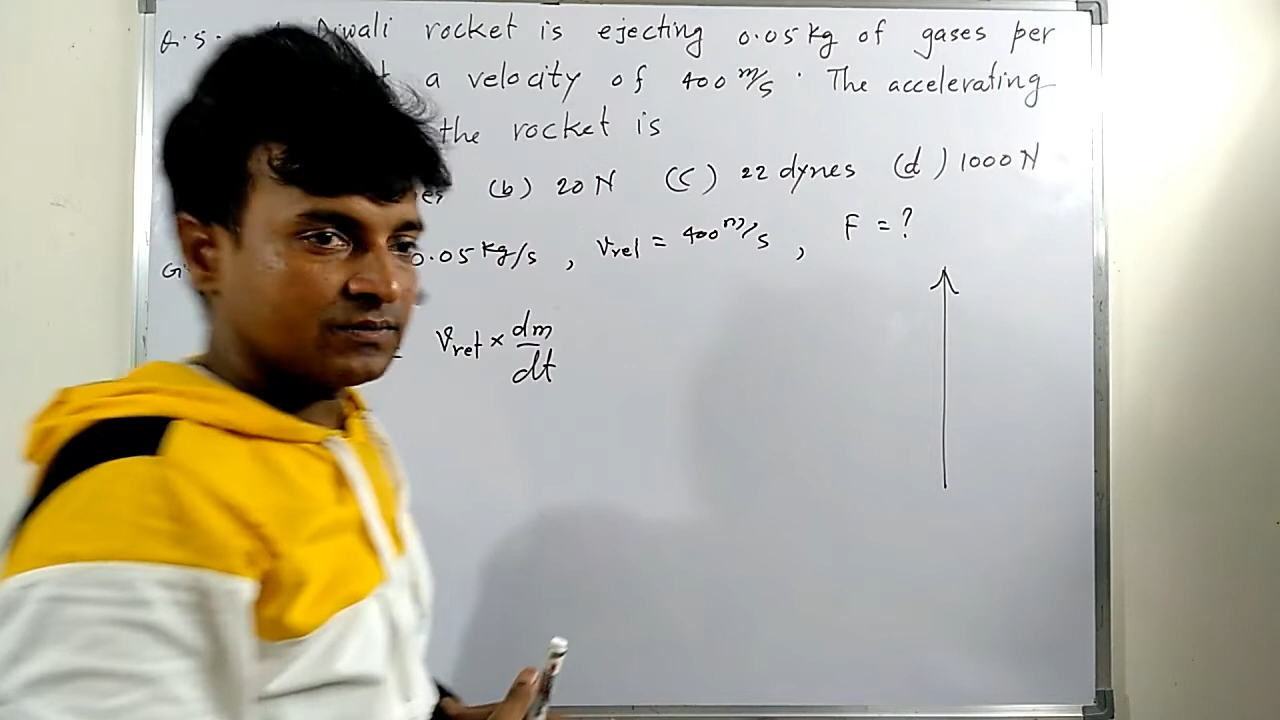 Q.5. Diwali rocket is ejecting 0.05 kg of gases per
a velocity of 400 m/s. The accelerating
the rocket is
es (b) 20 N (c) 22 dynes (d) 1000 N
0.05 kg/s, vrel = 400 m/s, F = ?
= vrel × dm/dt